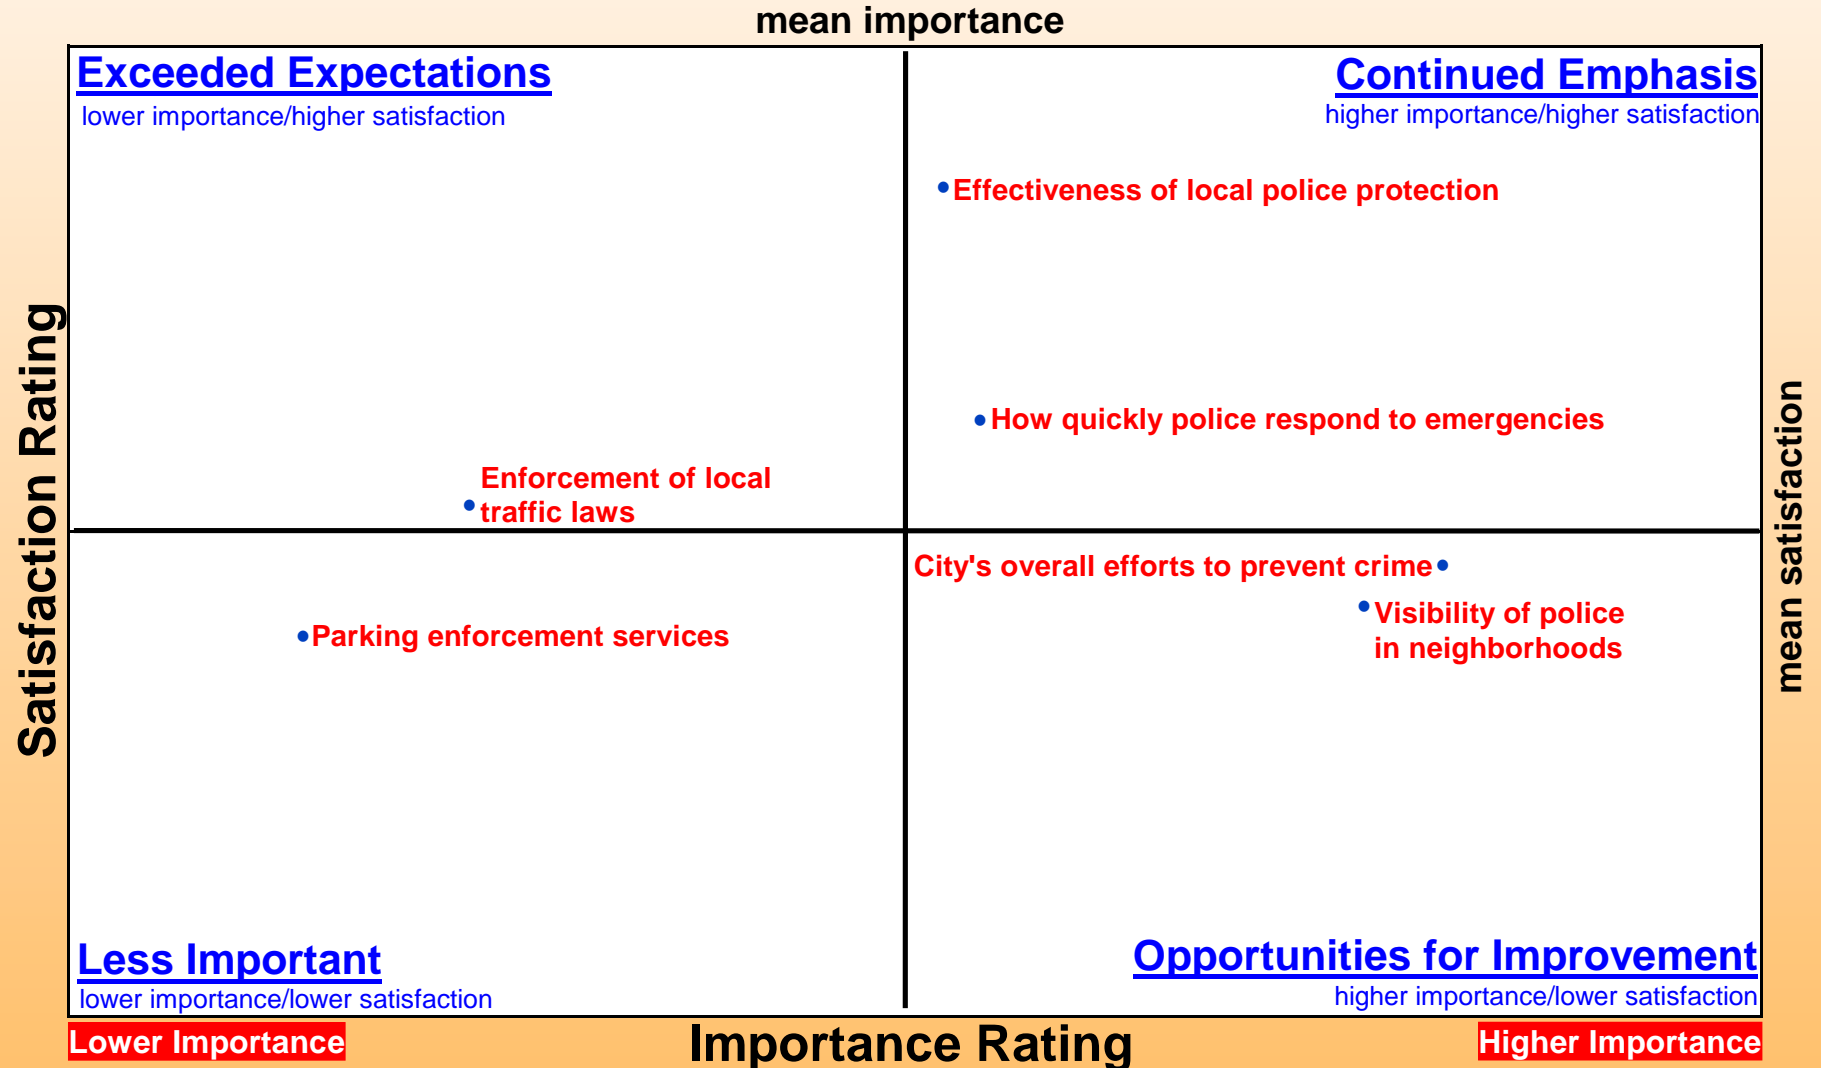 mean importance
Exceeded Expectations
lower importance/higher satisfaction
Continued Emphasis
higher importance/higher satisfaction
Effectiveness of local police protection
How quickly police respond to emergencies
Enforcement of local
traffic laws
Satisfaction Rating
mean satisfaction
City's overall efforts to prevent crime
Visibility of police
in neighborhoods
Parking enforcement services
Less Important
lower importance/lower satisfaction
Opportunities for Improvement
higher importance/lower satisfaction
Lower Importance
Importance Rating
Higher Importance